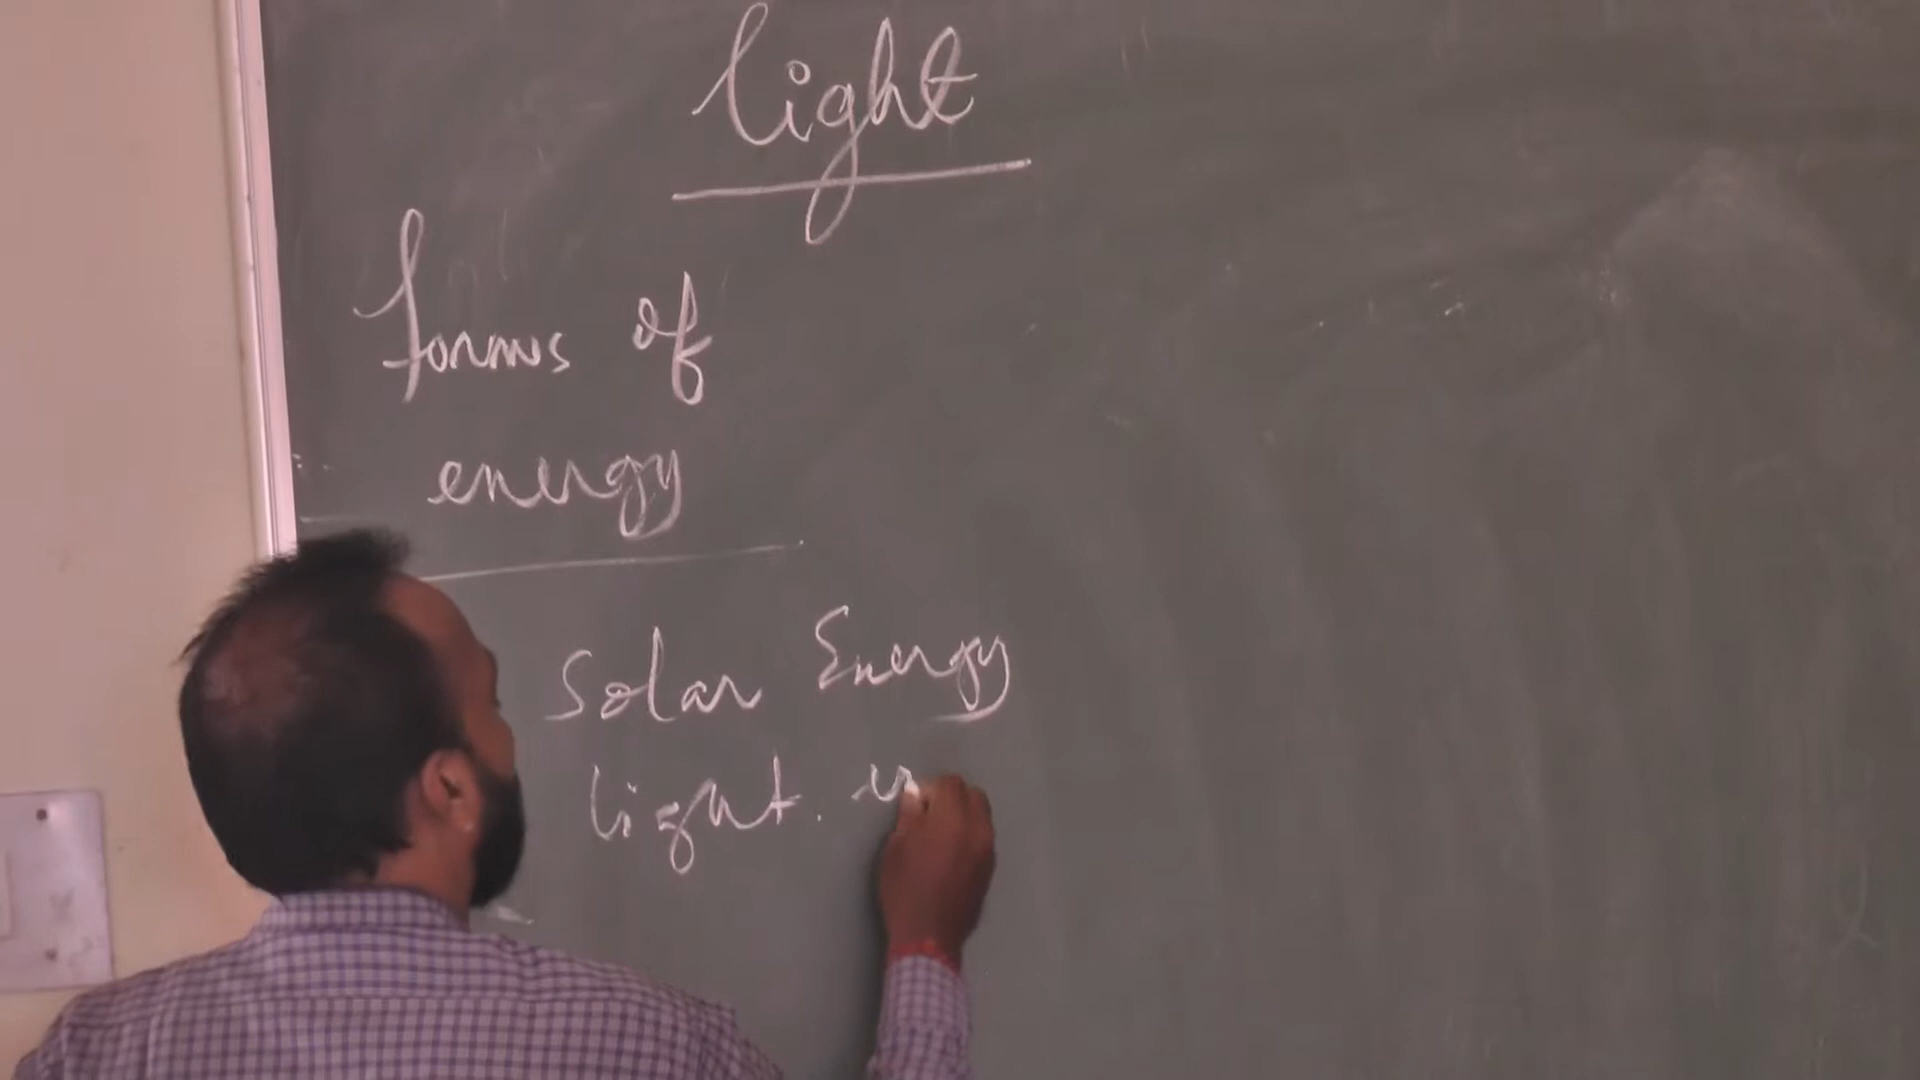 light
forms of
energy
Solar Energy
light.